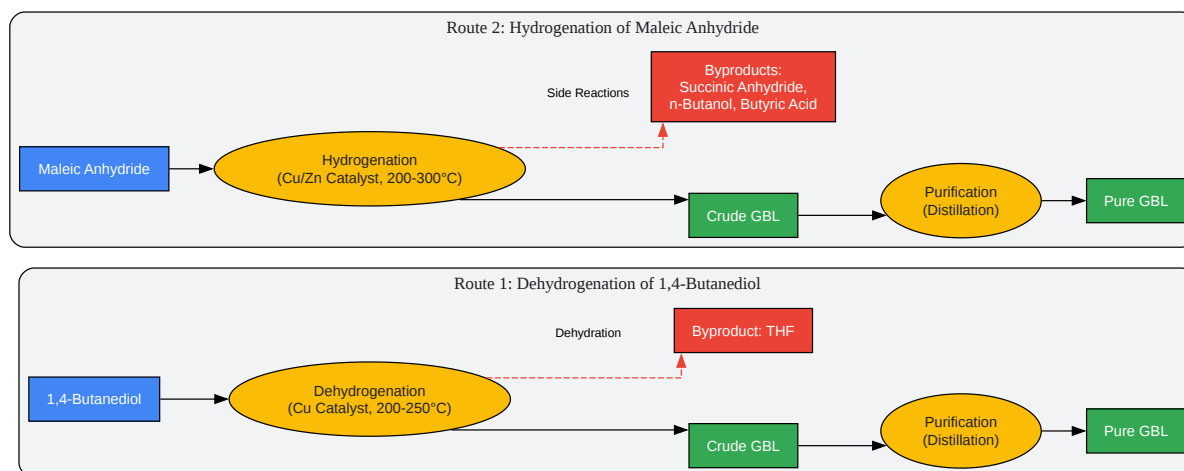 Route 2: Hydrogenation of Maleic Anhydride
Byproducts:
Succinic Anhydride,
n-Butanol, Butyric Acid
Side Reactions
Maleic Anhydride
Hydrogenation
(Cu/Zn Catalyst, 200-300°C)
Crude GBL
Purification
(Distillation)
Pure GBL
Route 1: Dehydrogenation of 1,4-Butanediol
Dehydration
Byproduct: THF
1,4-Butanediol
Dehydrogenation
(Cu Catalyst, 200-250°C)
Crude GBL
Purification
(Distillation)
Pure GBL